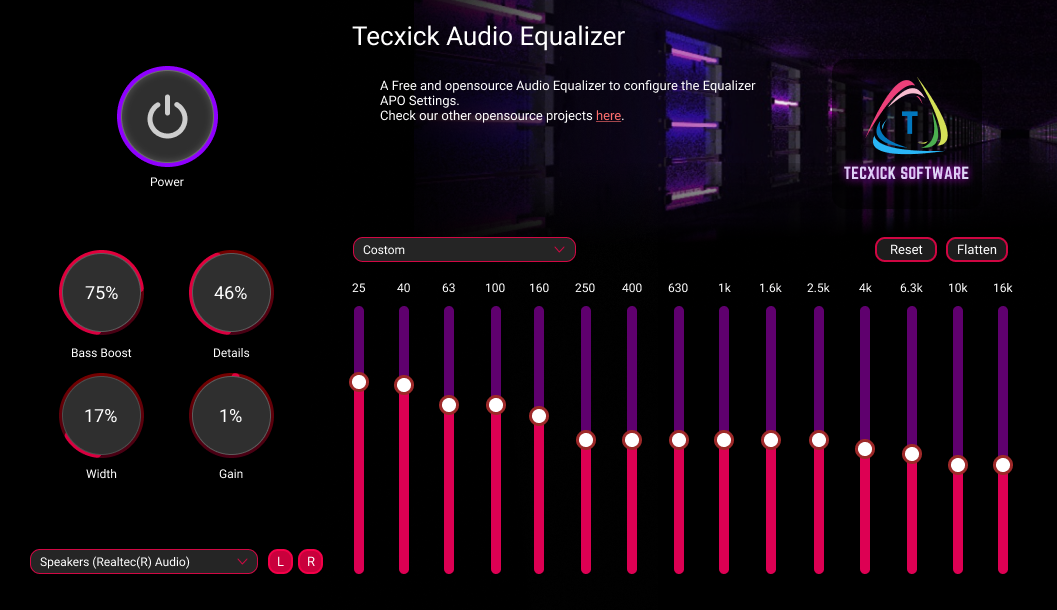 Tecxick Audio Equalizer
A Free and opensource Audio Equalizer to configure the Equalizer
APO Settings.
Check our other opensource projects here.
T
TECXICK SOFTWARE
Power
Costom
Reset
Flatten
25 40 63 100 160 250 400 630 1k 1.6k 2.5k 4k 6.3k 10k 16k
75% 46%
Bass Boost Details
17% 1%
Width Gain
Speakers (Realtec(R) Audio)
L R